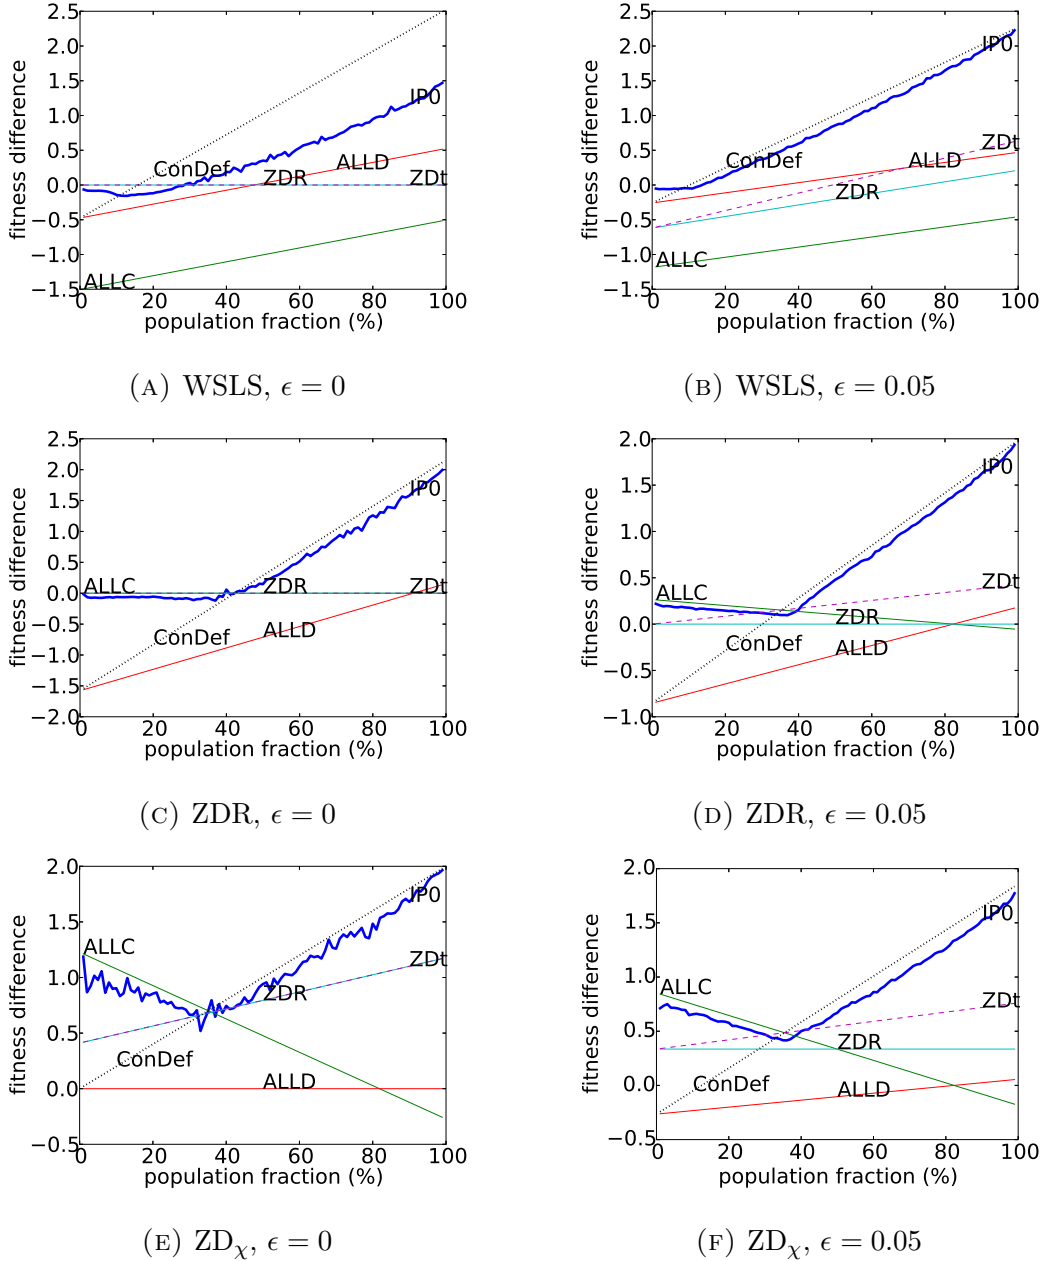 fitness difference
2.5
2.0
1.5
1.0
0.5
0.0
−0.5
−1.0
−1.5
ConDef
IP0
ALLD
ZDR
ZDt
ALLC
0 20 40 60 80 100
population fraction (%)
(A) WSLS, ϵ = 0
fitness difference
2.5
2.0
1.5
1.0
0.5
0.0
−0.5
−1.0
−1.5
IP0
ZDt
ConDef
ALLD
ZDR
ALLC
0 20 40 60 80 100
population fraction (%)
(B) WSLS, ϵ = 0.05
fitness difference
2.5
2.0
1.5
1.0
0.5
0.0
−0.5
−1.0
−1.5
−2.0
IP0
ALLC
ZDR
ZDt
ConDef
ALLD
0 20 40 60 80 100
population fraction (%)
(C) ZDR, ϵ = 0
fitness difference
2.0
1.5
1.0
0.5
0.0
−0.5
−1.0
IP0
ZDt
ALLC
ZDR
ConDef
ALLD
0 20 40 60 80 100
population fraction (%)
(D) ZDR, ϵ = 0.05
fitness difference
2.0
1.5
1.0
0.5
0.0
−0.5
IP0
ALLC
ZDt
ZDR
ConDef
ALLD
0 20 40 60 80 100
population fraction (%)
(E) ZDχ, ϵ = 0
fitness difference
2.0
1.5
1.0
0.5
0.0
−0.5
IP0
ALLC
ZDt
ZDR
ConDef
ALLD
0 20 40 60 80 100
population fraction (%)
(F) ZDχ, ϵ = 0.05